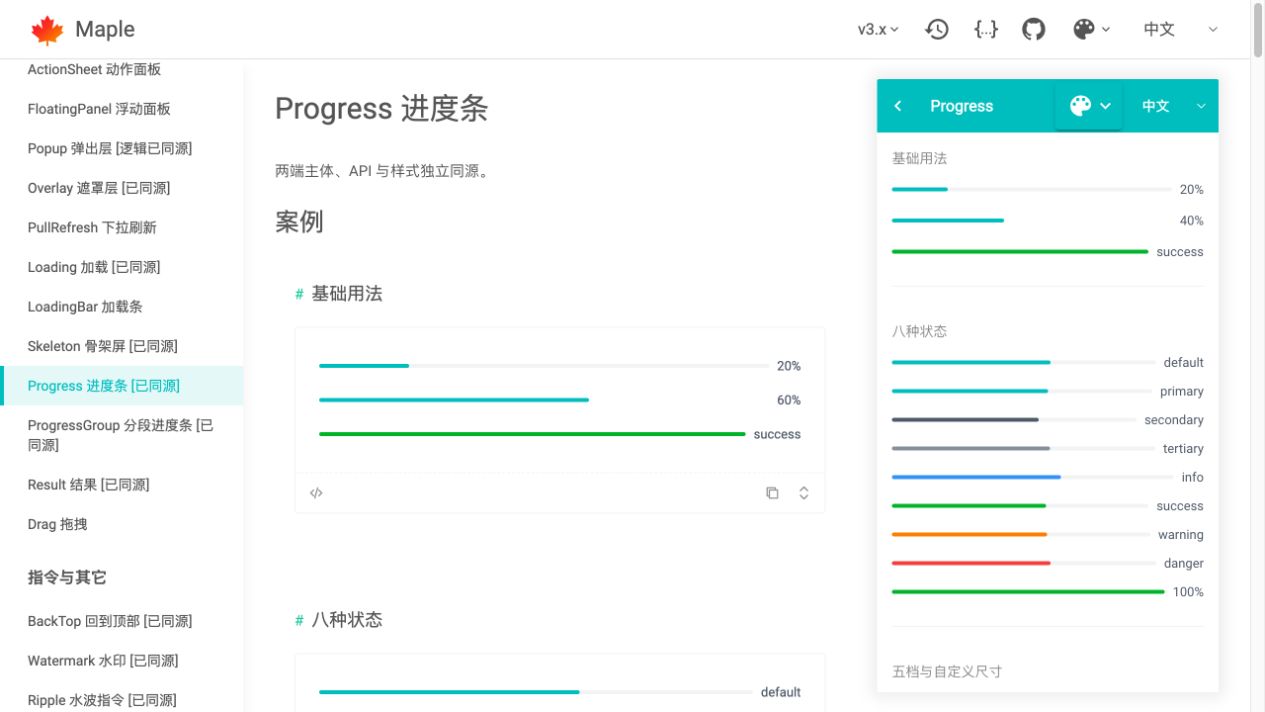 Maple
v3.x
{...}
中文
ActionSheet 动作面板
FloatingPanel 浮动面板
Popup 弹出层 [逻辑已同源]
Overlay 遮罩层 [已同源]
PullRefresh 下拉刷新
Loading 加载 [已同源]
LoadingBar 加载条
Skeleton 骨架屏 [已同源]
Progress 进度条 [已同源]
ProgressGroup 分段进度条 [已
同源]
Result 结果 [已同源]
Drag 拖拽
指令与其它
BackTop 回到顶部 [已同源]
Watermark 水印 [已同源]
Ripple 水波指令 [已同源]
Progress 进度条
两端主体、API 与样式独立同源。
案例
# 基础用法
20%
60%
success
</>
# 八种状态
default
Progress
中文
基础用法
20%
40%
success
八种状态
default
primary
secondary
tertiary
info
success
warning
danger
100%
五档与自定义尺寸